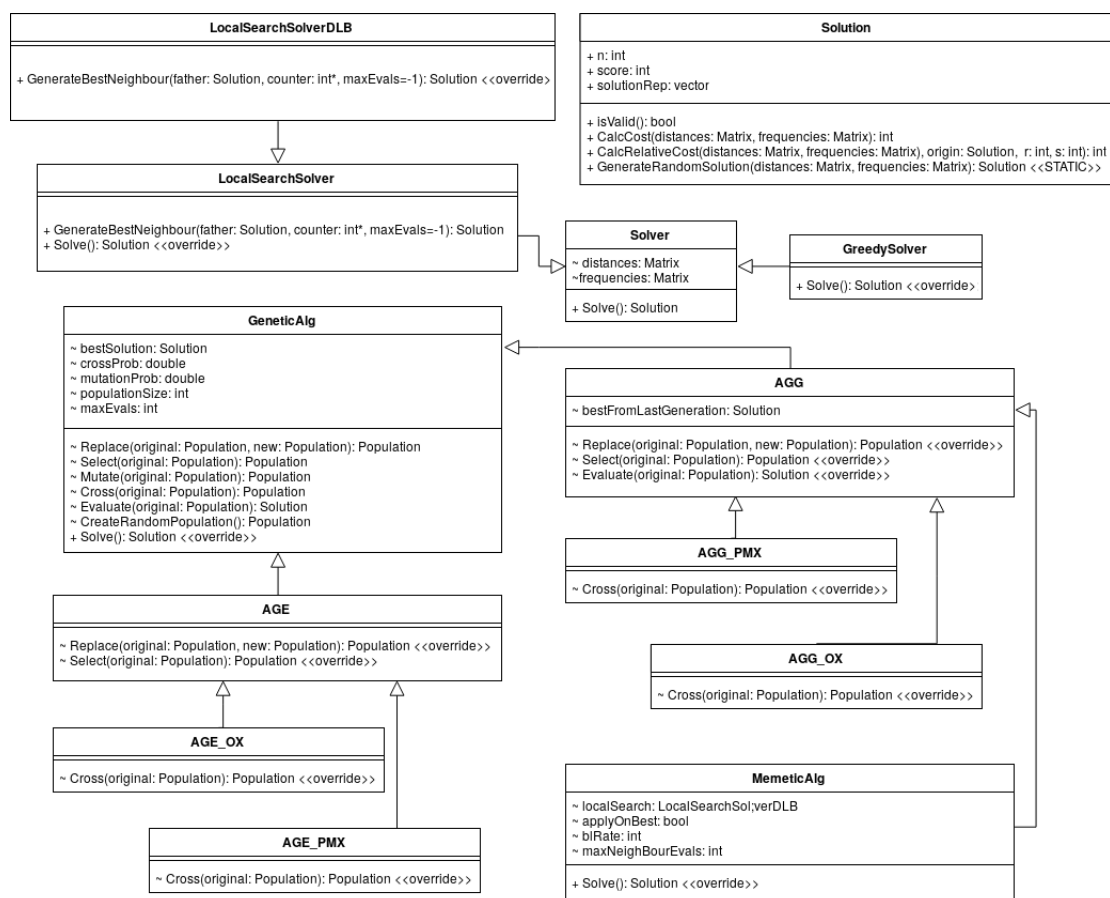 LocalSearchSolverDLB
+ GenerateBestNeighbour(father: Solution, counter: int*, maxEvals=-1): Solution <<override>
Solution
+ n: int
+ score: int
+ solutionRep: vector
+ isValid(): bool
+ CalcCost(distances: Matrix, frequencies: Matrix): int
+ CalcRelativeCost(distances: Matrix, frequencies: Matrix), origin: Solution, r: int, s: int): int
+ GenerateRandomSolution(distances: Matrix, frequencies: Matrix): Solution <<STATIC>>
LocalSearchSolver
+ GenerateBestNeighbour(father: Solution, counter: int*, maxEvals=-1): Solution
+ Solve(): Solution <<override>>
Solver
~ distances: Matrix
~frequencies: Matrix
+ Solve(): Solution
GreedySolver
+ Solve(): Solution <<override>
GeneticAlg
~ bestSolution: Solution
~ crossProb: double
~ mutationProb: double
~ populationSize: int
~ maxEvals: int
~ Replace(original: Population, new: Population): Population
~ Select(original: Population): Population
~ Mutate(original: Population): Population
~ Cross(original: Population): Population
~ Evaluate(original: Population): Solution
~ CreateRandomPopulation(): Population
+ Solve(): Solution <<override>>
AGG
~ bestFromLastGeneration: Solution
~ Replace(original: Population, new: Population): Population <<override>>
~ Select(original: Population): Population <<override>>
~ Evaluate(original: Population): Solution <<override>>
AGG_PMX
~ Cross(original: Population): Population <<override>>
AGE
~ Replace(original: Population, new: Population): Population <<override>>
~ Select(original: Population): Population <<override>>
AGG_OX
~ Cross(original: Population): Population <<override>>
AGE_OX
~ Cross(original: Population): Population <<override>>
MemeticAlg
~ localSearch: LocalSearchSol;verDLB
~ applyOnBest: bool
~ blRate: int
~ maxNeighBourEvals: int
+ Solve(): Solution <<override>>
AGE_PMX
~ Cross(original: Population): Population <<override>>